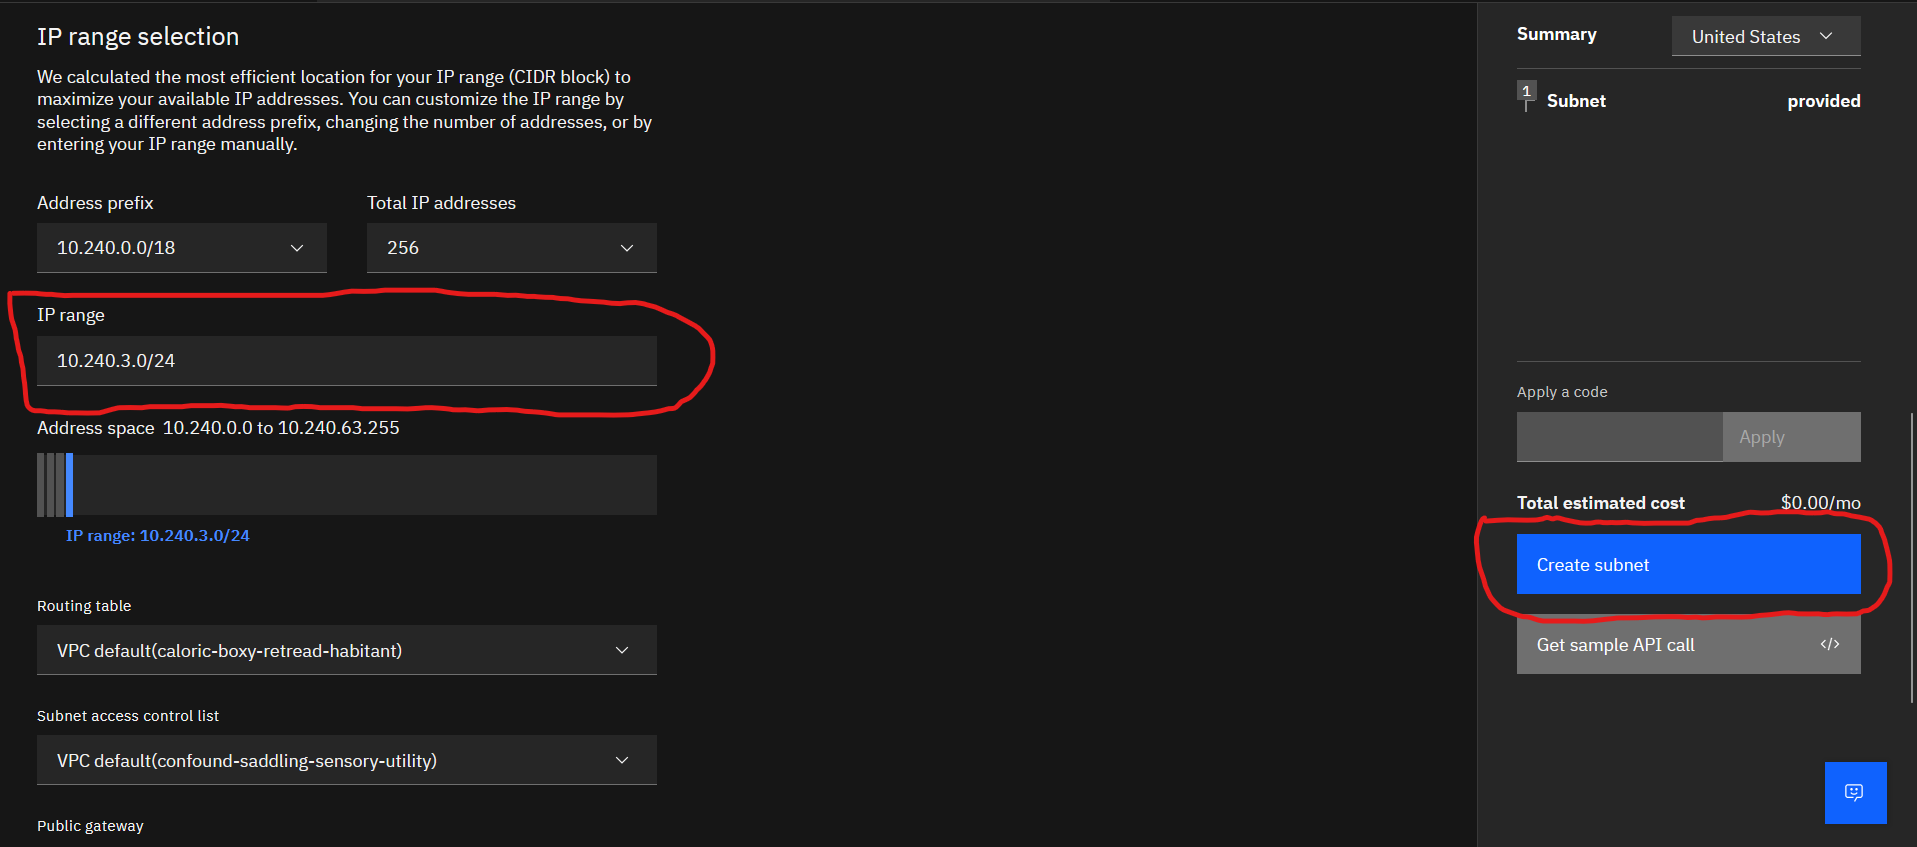 IP range selection
We calculated the most efficient location for your IP range (CIDR block) to
maximize your available IP addresses. You can customize the IP range by
selecting a different address prefix, changing the number of addresses, or by
entering your IP range manually.
Address prefix
Total IP addresses
10.240.0.0/18
256
IP range
10.240.3.0/24
Address space 10.240.0.0 to 10.240.63.255
IP range: 10.240.3.0/24
Routing table
VPC default(caloric-boxy-retread-habitant)
Subnet access control list
VPC default(confound-saddling-sensory-utility)
Public gateway
Summary
United States
1
Subnet
provided
Apply a code
Apply
Total estimated cost
$0.00/mo
Create subnet
Get sample API call